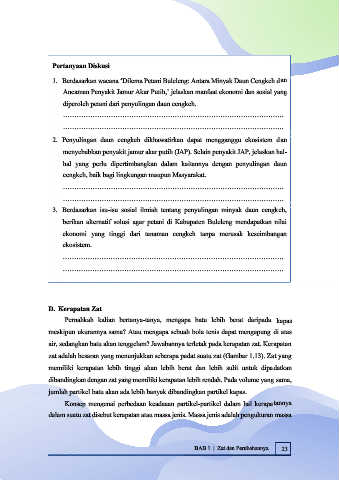 Pertanyaan Diskusi
1. Berdasarkan wacana "Dilema Petani Buleleng: Antara Minyak Daun Cengkeh dan
Ancaman Penyakit Jamur Akar Putih," jelaskan manfaat ekonomi dan sosial yang
diperoleh petani dari penyulingan daun cengkeh.
2. Penyulingan daun cengkeh dikhawatirkan dapat mengganggu ekosistem dan
menyebabkan penyakit jamur akar putih (JAP). Selain penyakit JAP, jelaskan hal-
hal yang perlu dipertimbangkan dalam kaitannya dengan penyulingan daun
cengkeh, baik bagi lingkungan maupun Masyarakat.
3. Berdasarkan isu-isu sosial ilmiah tentang penyulingan minyak daun cengkeh,
berikan alternatif solusi agar petani di Kabupaten Buleleng mendapatkan nilai
ekonomi yang tinggi dari tanaman cengkeh tanpa merusak keseimbangan
ekosistem.
D. Kerapatan Zat
Pernahkah kalian bertanya-tanya, mengapa batu lebih berat daripada kapas
meskipun ukurannya sama? Atau mengapa sebuah bola tenis dapat mengapung di atas
air, sedangkan batu akan tenggelam? Jawabannya terletak pada kerapatan zat. Kerapatan
zat adalah besaran yang menunjukkan seberapa padat suatu zat (Gambar 1.13). Zat yang
memiliki kerapatan lebih tinggi akan lebih berat dan lebih sulit untuk dipadatkan
dibandingkan dengan zat yang memiliki kerapatan lebih rendah. Pada volume yang sama,
jumlah partikel batu akan ada lebih banyak dibandingkan partikel kapas.
Konsep mengenai perbedaan keadaan partikel-partikel dalam hal kerapatannya
dalam suatu zat disebut kerapatan atau massa jenis. Massa jenis adalah pengukuran massa
BAB 1 | Zat dan Perubahannya 23